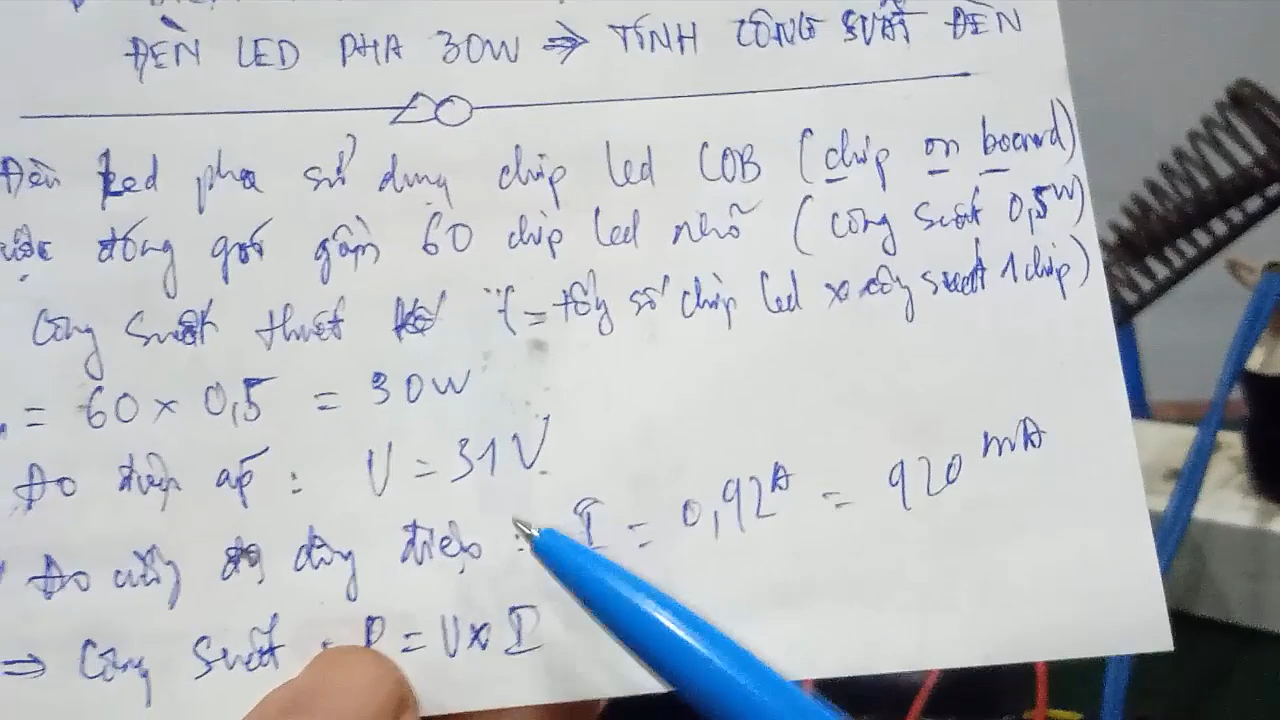 ĐÈN LED PHA 30W ⇒ TÍNH CÔNG SUẤT ĐÈN
Đèn Led pha sử dụng chip led COB (chip on board)
được đóng gói gồm 60 chip led nhỏ (công suất 0,5W)
Công suất thiết kế (= tổng số chip led x công suất 1 chip)
= 60 x 0,5 = 30W
Đo điện áp : U = 31V
Đo cường độ dòng điện : I = 0,92A = 920 mA
⇒ Công suất : P = U x I